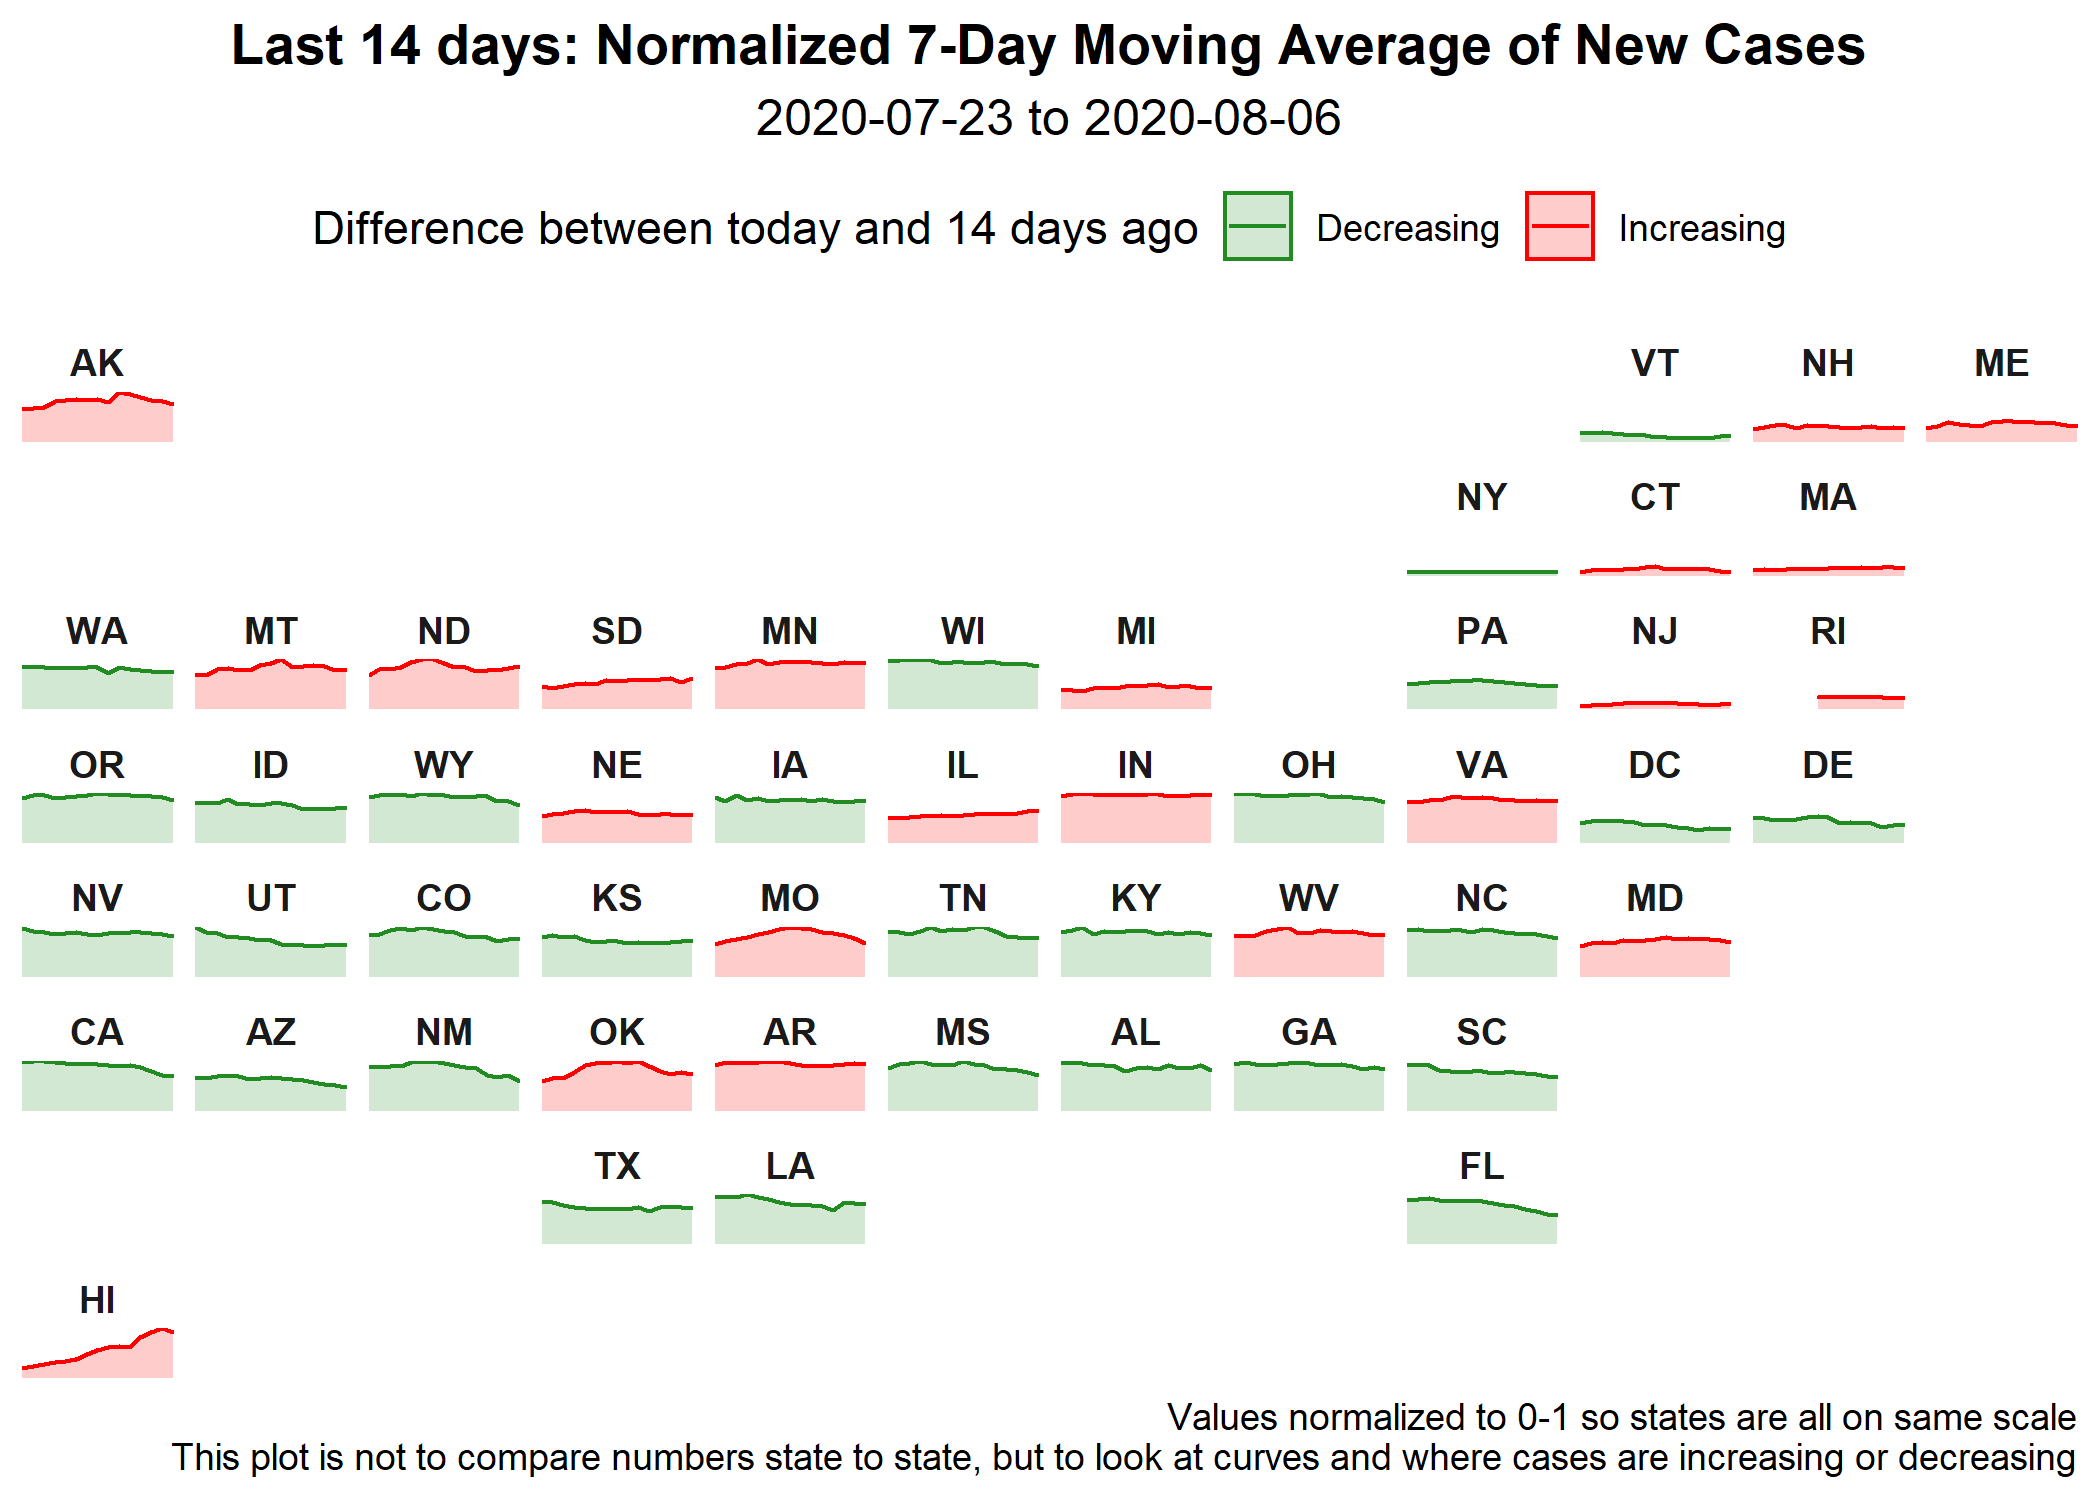 Last 14 days: Normalized 7-Day Moving Average of New Cases
2020-07-23 to 2020-08-06
Difference between today and 14 days ago Decreasing Increasing
AK VT NH ME
NY CT MA
WA MT ND SD MN WI MI PA NJ RI
OR ID WY NE IA IL IN OH VA DC DE
NV UT CO KS MO TN KY WV NC MD
CA AZ NM OK AR MS AL GA SC
TX LA FL
HI
Values normalized to 0-1 so states are all on same scale
This plot is not to compare numbers state to state, but to look at curves and where cases are increasing or decreasing